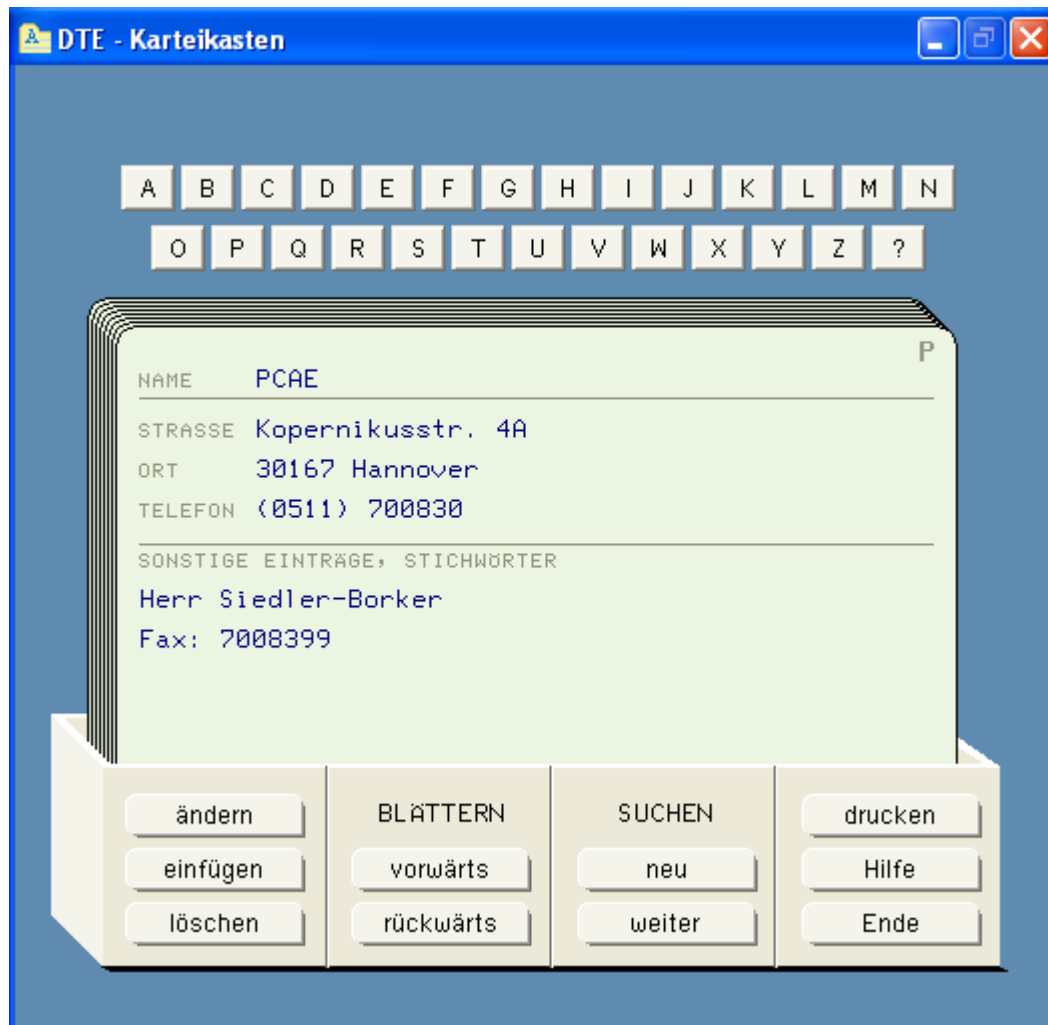 DTE - Karteikasten
A B C D E F G H I J K L M N
O P Q R S T U V W X Y Z ?
P
NAME PCAE
STRASSE Kopernikusstr. 4A
ORT 30167 Hannover
TELEFON (0511) 700830
SONSTIGE EINTRÄGE, STICHWÖRTER
Herr Siedler-Borker
Fax: 7008399
ändern BLÄTTERN SUCHEN drucken
einfügen vorwärts neu Hilfe
löschen rückwärts weiter Ende